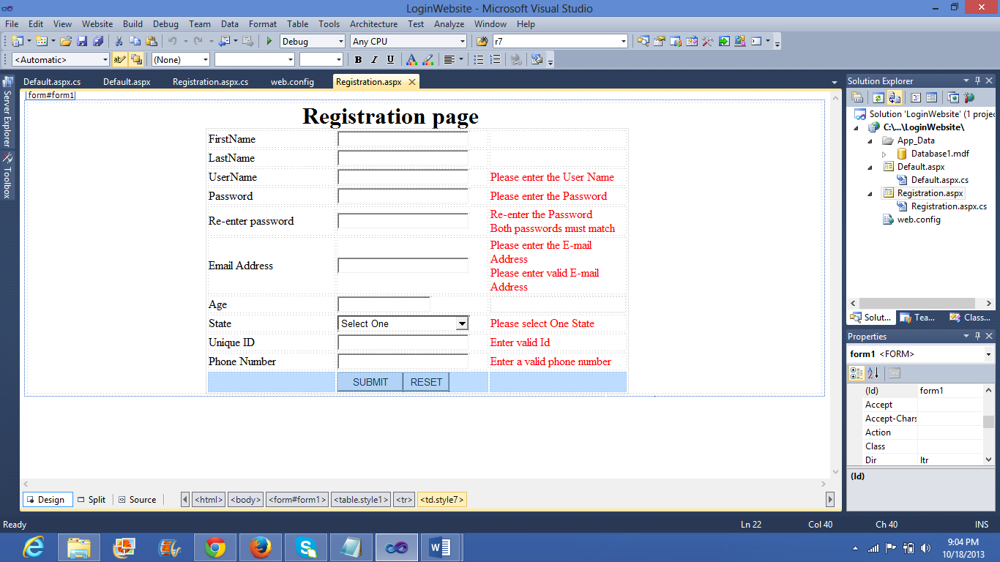 LoginWebsite - Microsoft Visual Studio
File Edit View Website Build Debug Team Data Format Table Tools Architecture Test Analyze Window Help
Debug Any CPU r7
<Automatic> ab (None) B I U A
Default.aspx.cs Default.aspx Registration.aspx.cs web.config Registration.aspx
Server Explorer
Toolbox
form#form1
Registration page
FirstName
LastName
UserName Please enter the User Name
Password Please enter the Password
Re-enter password Re-enter the Password
Both passwords must match
Email Address Please enter the E-mail
Address
Please enter valid E-mail
Address
Age
State Select One Please select One State
Unique ID Enter valid Id
Phone Number Enter a valid phone number
SUBMIT RESET
Design Split Source <html> <body> <form#form1> <table.style1> <tr> <td.style7>
Solution Explorer
Solution 'LoginWebsite' (1 projec
C:\...\LoginWebsite\
App_Data
Database1.mdf
Default.aspx
Default.aspx.cs
Registration.aspx
Registration.aspx.cs
web.config
Solut... Tea... Class...
Properties
form1 <FORM>
(Id) form1
Accept
Accept-Chars
Action
Class
Dir ltr
(Id)
Ready Ln 22 Col 40 Ch 40 INS
9:04 PM
10/18/2013